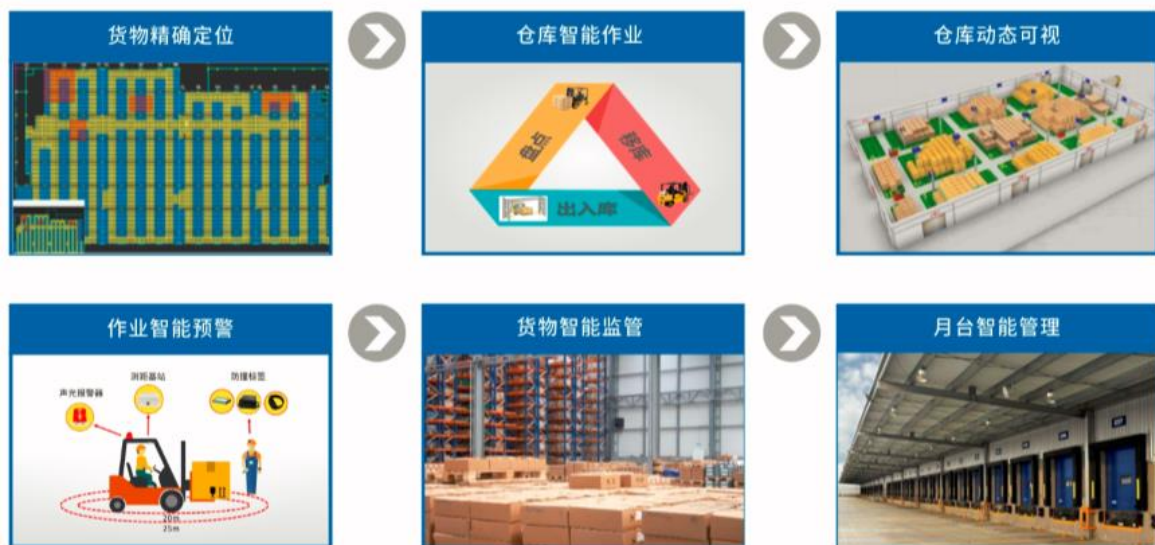 货物精确定位
仓库智能作业
仓库动态可视
盘点
移库
出入库
作业智能预警
货物智能监管
月台智能管理
测距基站
防撞标签
声光报警器
20m
25m